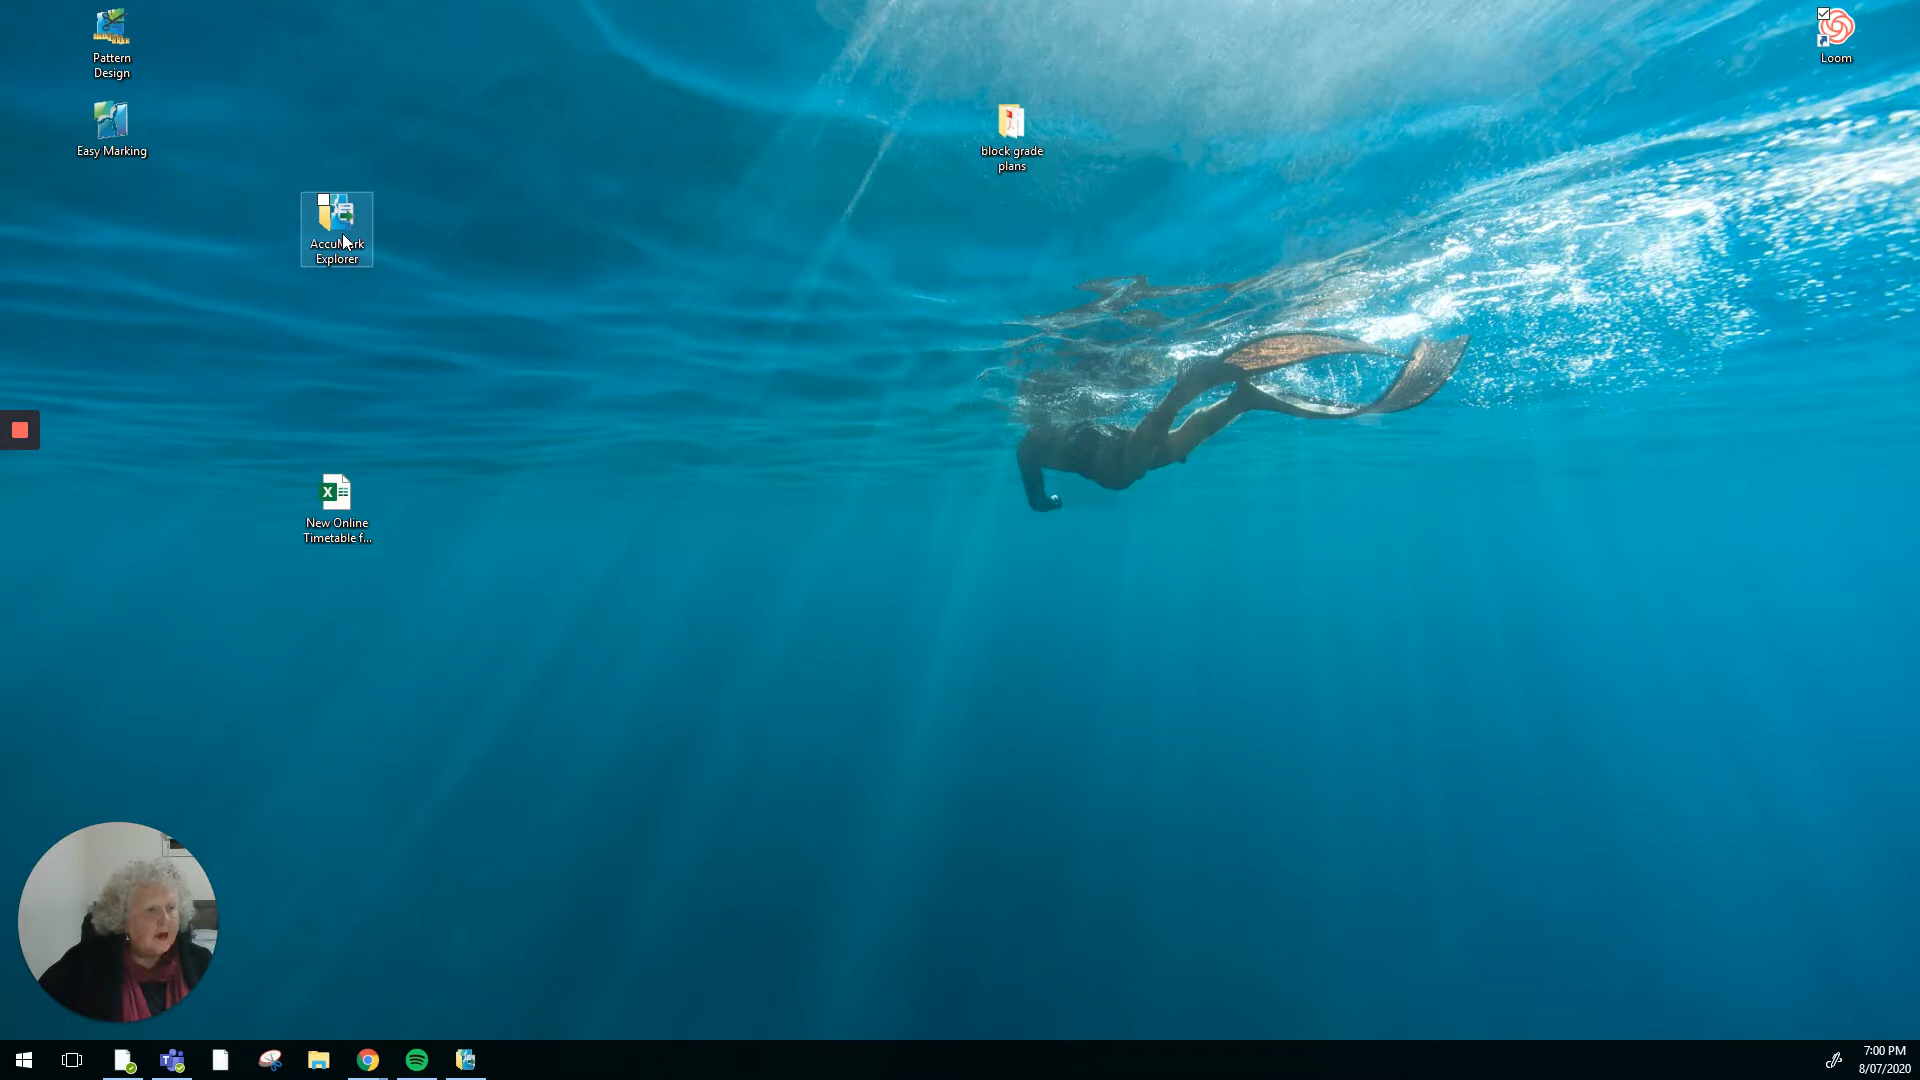 Pattern
Design
Easy Marking
AccuMark
Explorer
New Online
Timetable f...
block grade
plans
Loom
7:00 PM
8/07/2020